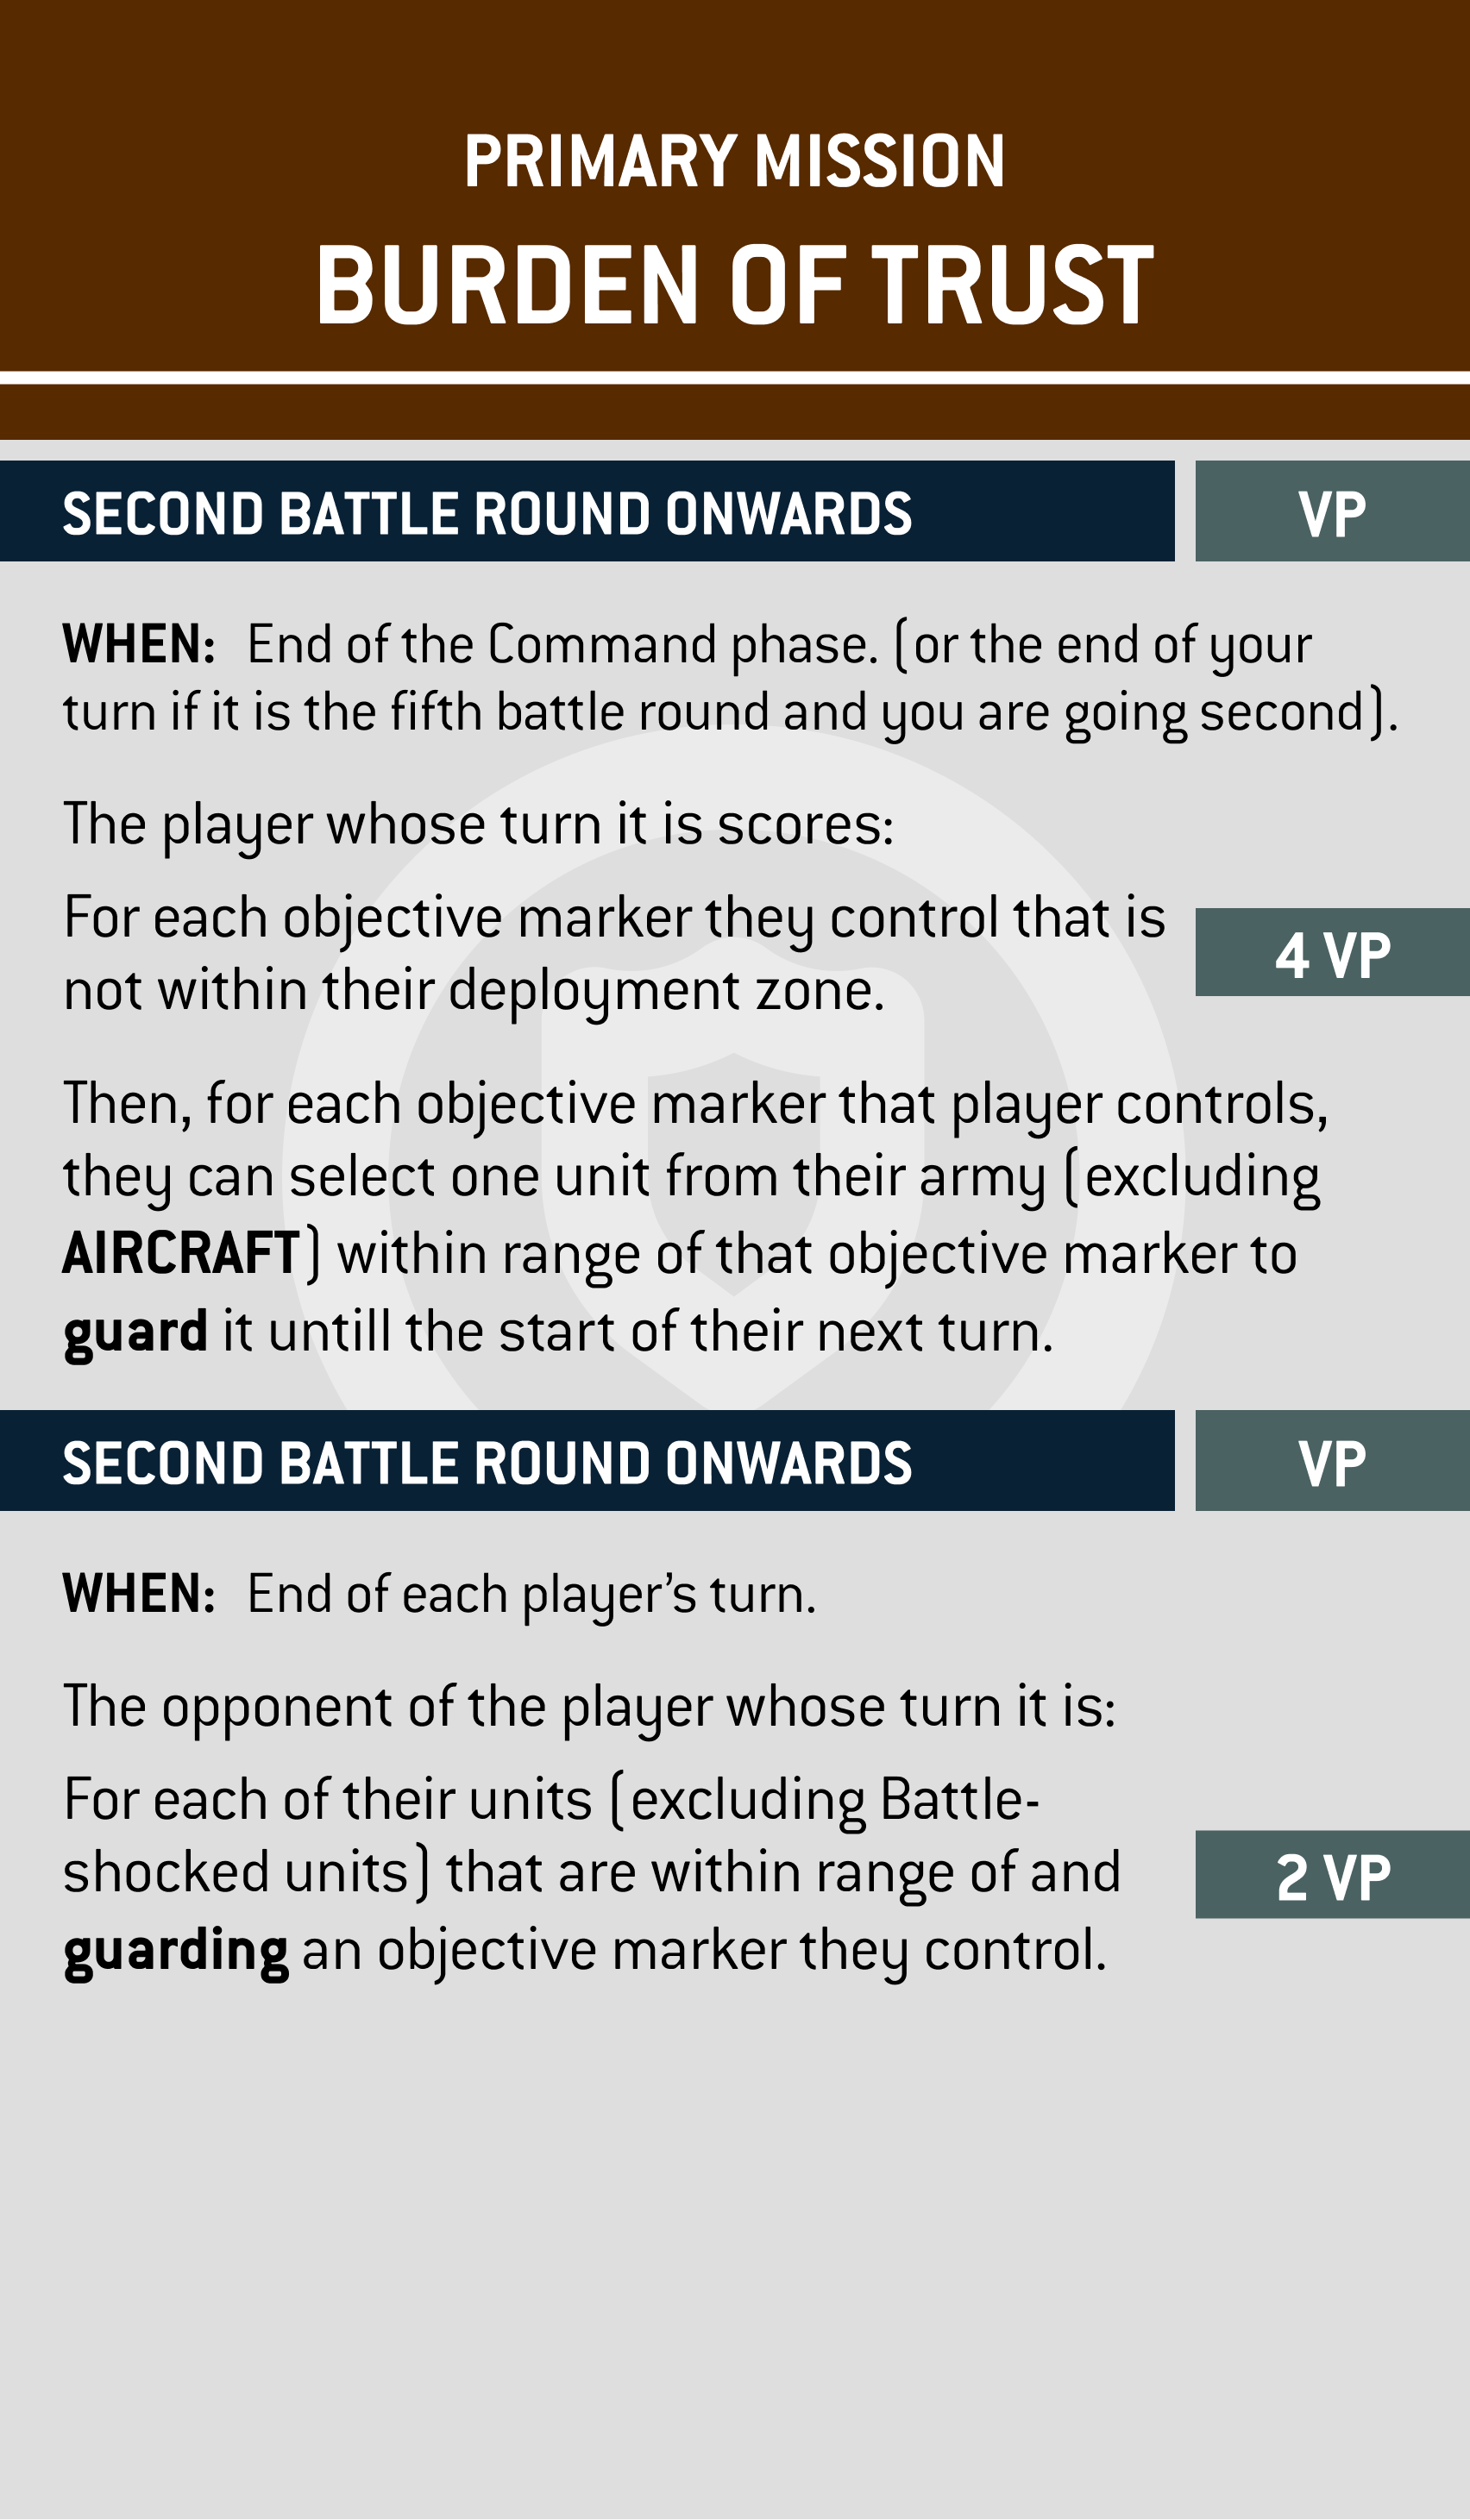 PRIMARY MISSION
BURDEN OF TRUST
SECOND BATTLE ROUND ONWARDS
VP
WHEN: End of the Command phase. (or the end of your
turn if it is the fifth battle round and you are going second).
The player whose turn it is scores:
For each objective marker they control that is
not within their deployment zone.
4 VP
Then, for each objective marker that player controls,
they can select one unit from their army (excluding
AIRCRAFT) within range of that objective marker to
guard it untill the start of their next turn.
SECOND BATTLE ROUND ONWARDS
VP
WHEN: End of each player’s turn.
The opponent of the player whose turn it is:
For each of their units (excluding Battle-
shocked units) that are within range of and
guarding an objective marker they control.
2 VP